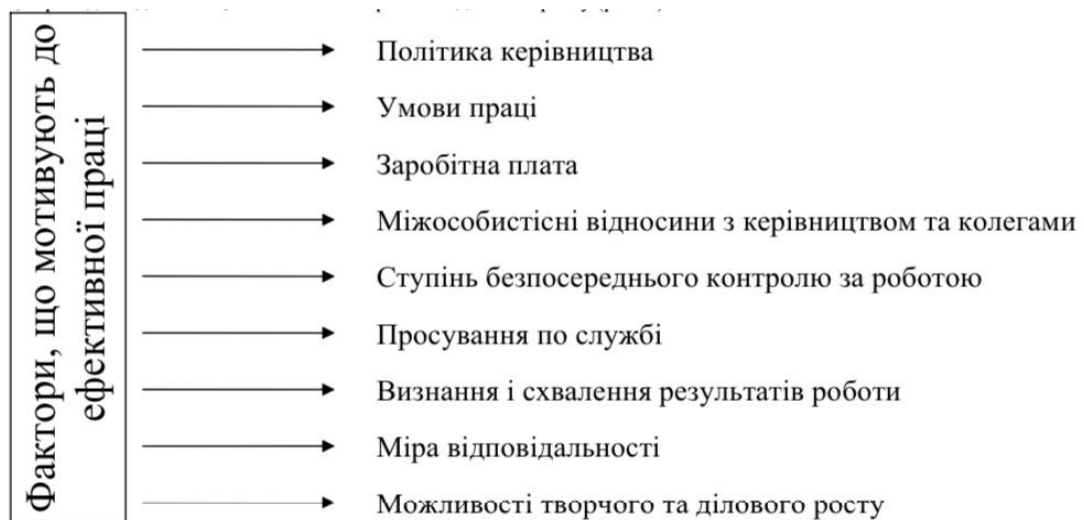 Фактори, що мотивують до
ефективної праці
Політика керівництва
Умови праці
Заробітна плата
Міжособистісні відносини з керівництвом та колегами
Ступінь безпосереднього контролю за роботою
Просування по службі
Визнання і схвалення результатів роботи
Міра відповідальності
Можливості творчого та ділового росту